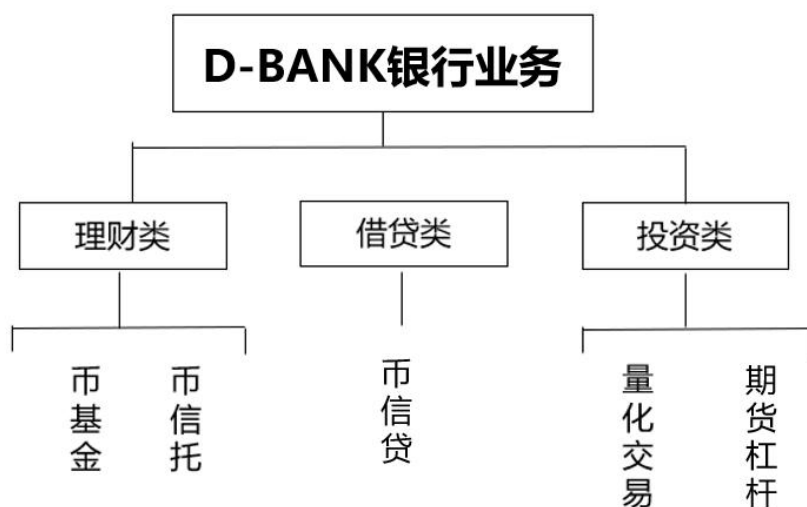 D-BANK银行业务
理财类
借贷类
投资类
币基金
币信托
币信贷
量化交易
期货杠杆